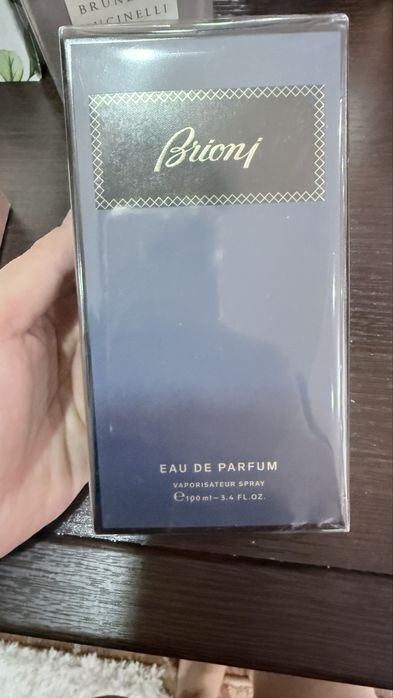 BRUNE
UCINELLI
Brioni
EAU DE PARFUM
VAPORISATEUR SPRAY
℮100 ml – 3.4 FL.OZ.